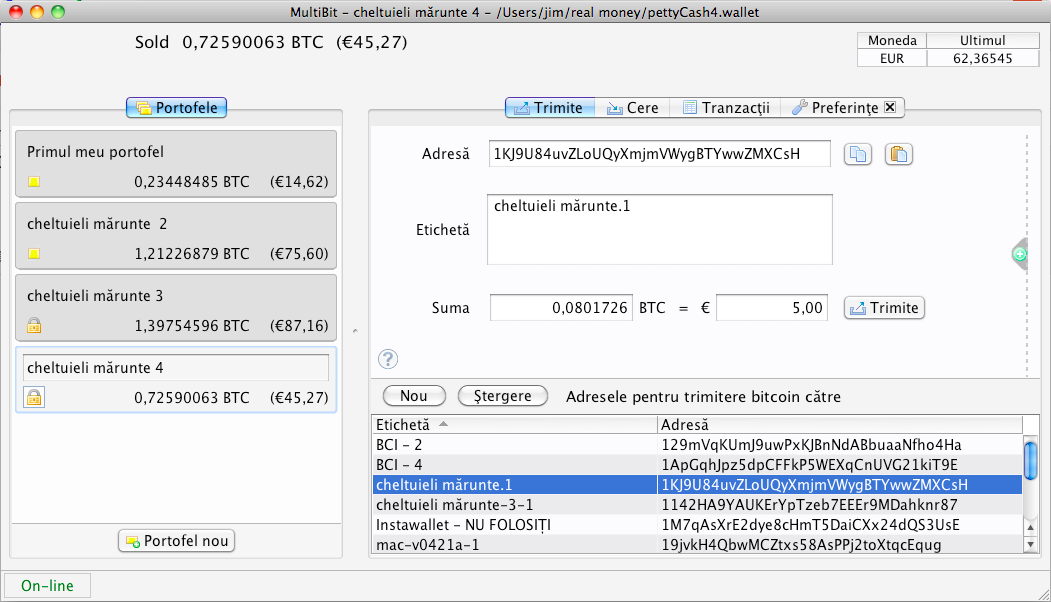 MultiBit – cheltuieli mărunte 4 – /Users/jim/real money/pettyCash4.wallet
Sold 0,72590063 BTC (€45,27)
Moneda Ultimul
EUR 62,36545
Portofele
Primul meu portofel
0,23448485 BTC (€14,62)
cheltuieli mărunte 2
1,21226879 BTC (€75,60)
cheltuieli mărunte 3
1,39754596 BTC (€87,16)
cheltuieli mărunte 4
0,72590063 BTC (€45,27)
Portofel nou
Trimite Cere Tranzacţii Preferinţe
Adresă 1KJ9U84uvZLoUQyXmjmVWygBTYwwZMXCsH
Etichetă cheltuieli mărunte.1
Suma 0,0801726 BTC = € 5,00 Trimite
Nou Ştergere Adresele pentru trimitere bitcoin către
Etichetă Adresă
BCI – 2 129mVqKUmJ9uwPxKJBnNdABbuaaNfho4Ha
BCI – 4 1ApGqhJpz5dpCFFkP5WEXqCnUVG21kiT9E
cheltuieli mărunte.1 1KJ9U84uvZLoUQyXmjmVWygBTYwwZMXCsH
cheltuieli mărunte-3-1 1142HA9YAUKErYpTzeb7EEEr9MDahknr87
Instawallet – NU FOLOSIȚI 1M7qAsXrE2dye8cHmT5DaiCXx24dQS3UsE
mac-v0421a-1 19jvkH4QbwMCZtxs58AsPPj2toXtqcEqug
On-line